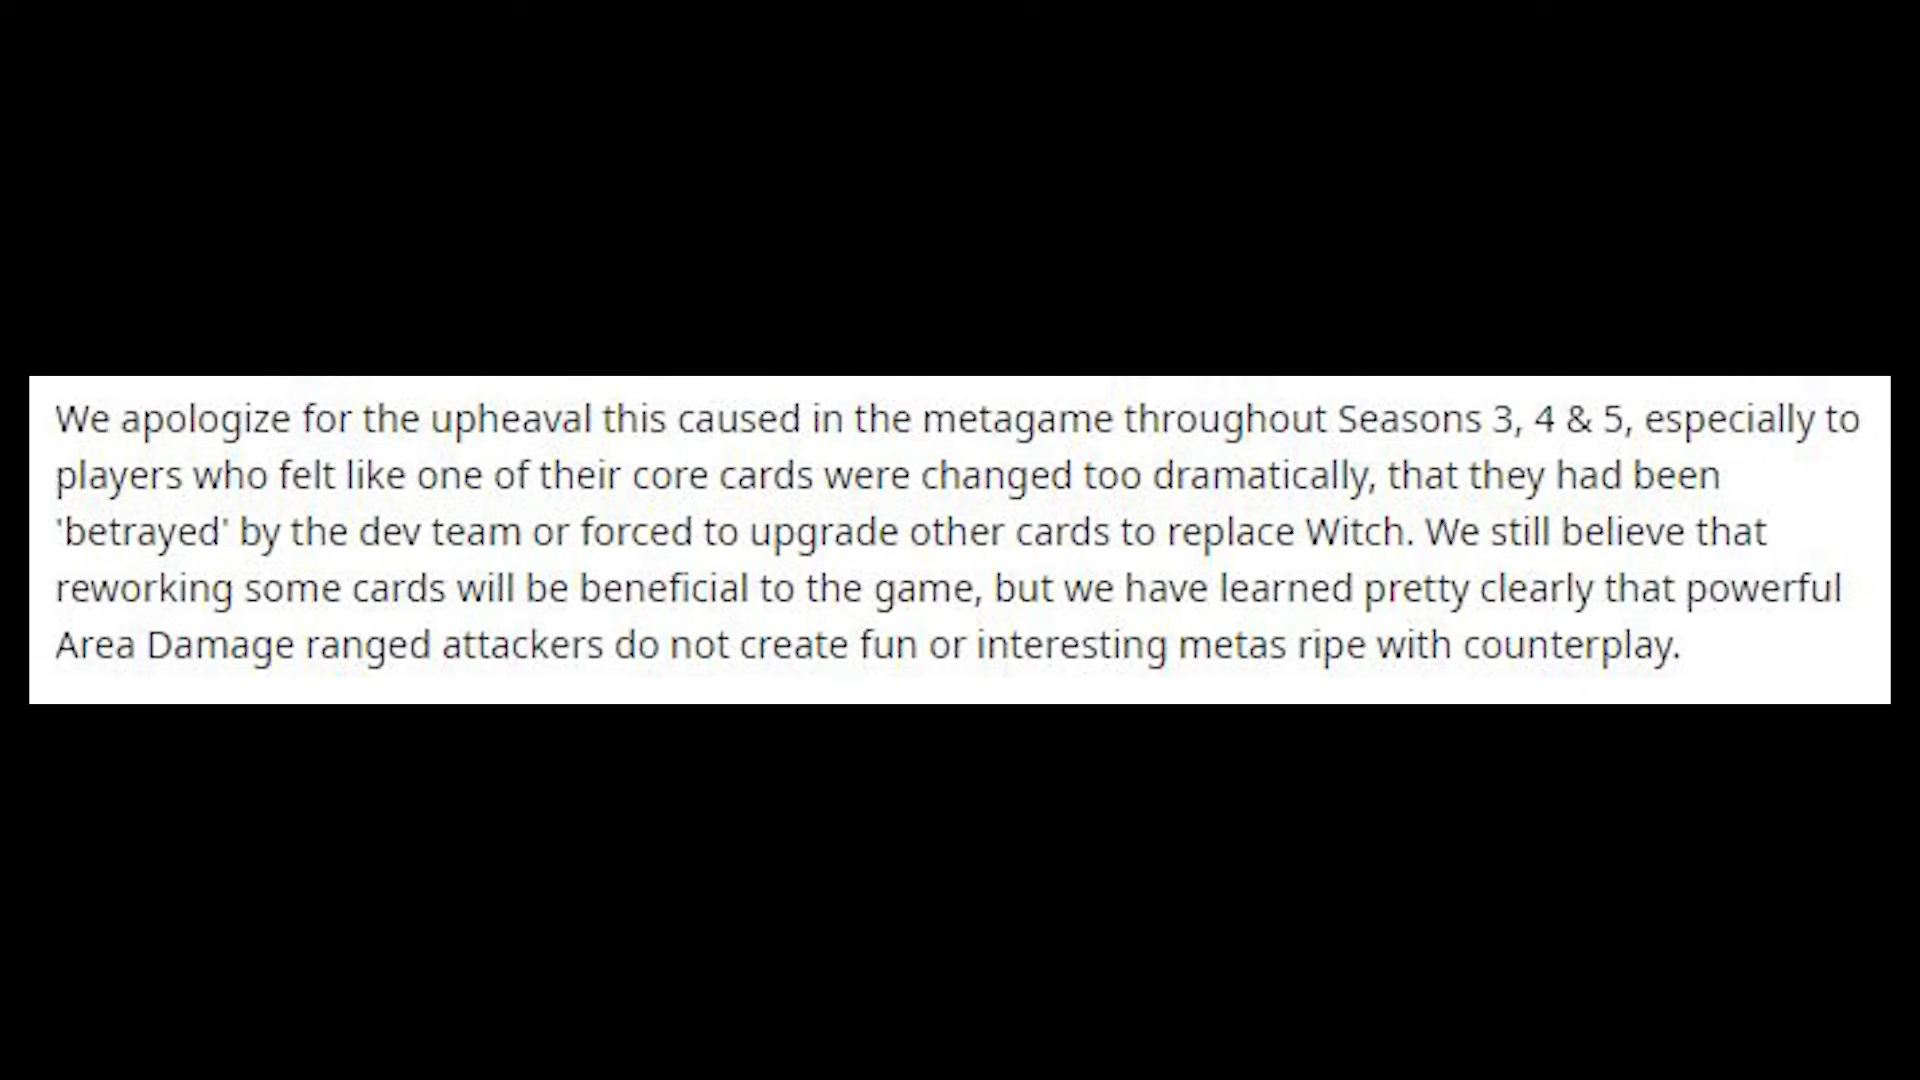 We apologize for the upheaval this caused in the metagame throughout Seasons 3, 4 & 5, especially to
players who felt like one of their core cards were changed too dramatically, that they had been
'betrayed' by the dev team or forced to upgrade other cards to replace Witch. We still believe that
reworking some cards will be beneficial to the game, but we have learned pretty clearly that powerful
Area Damage ranged attackers do not create fun or interesting metas ripe with counterplay.